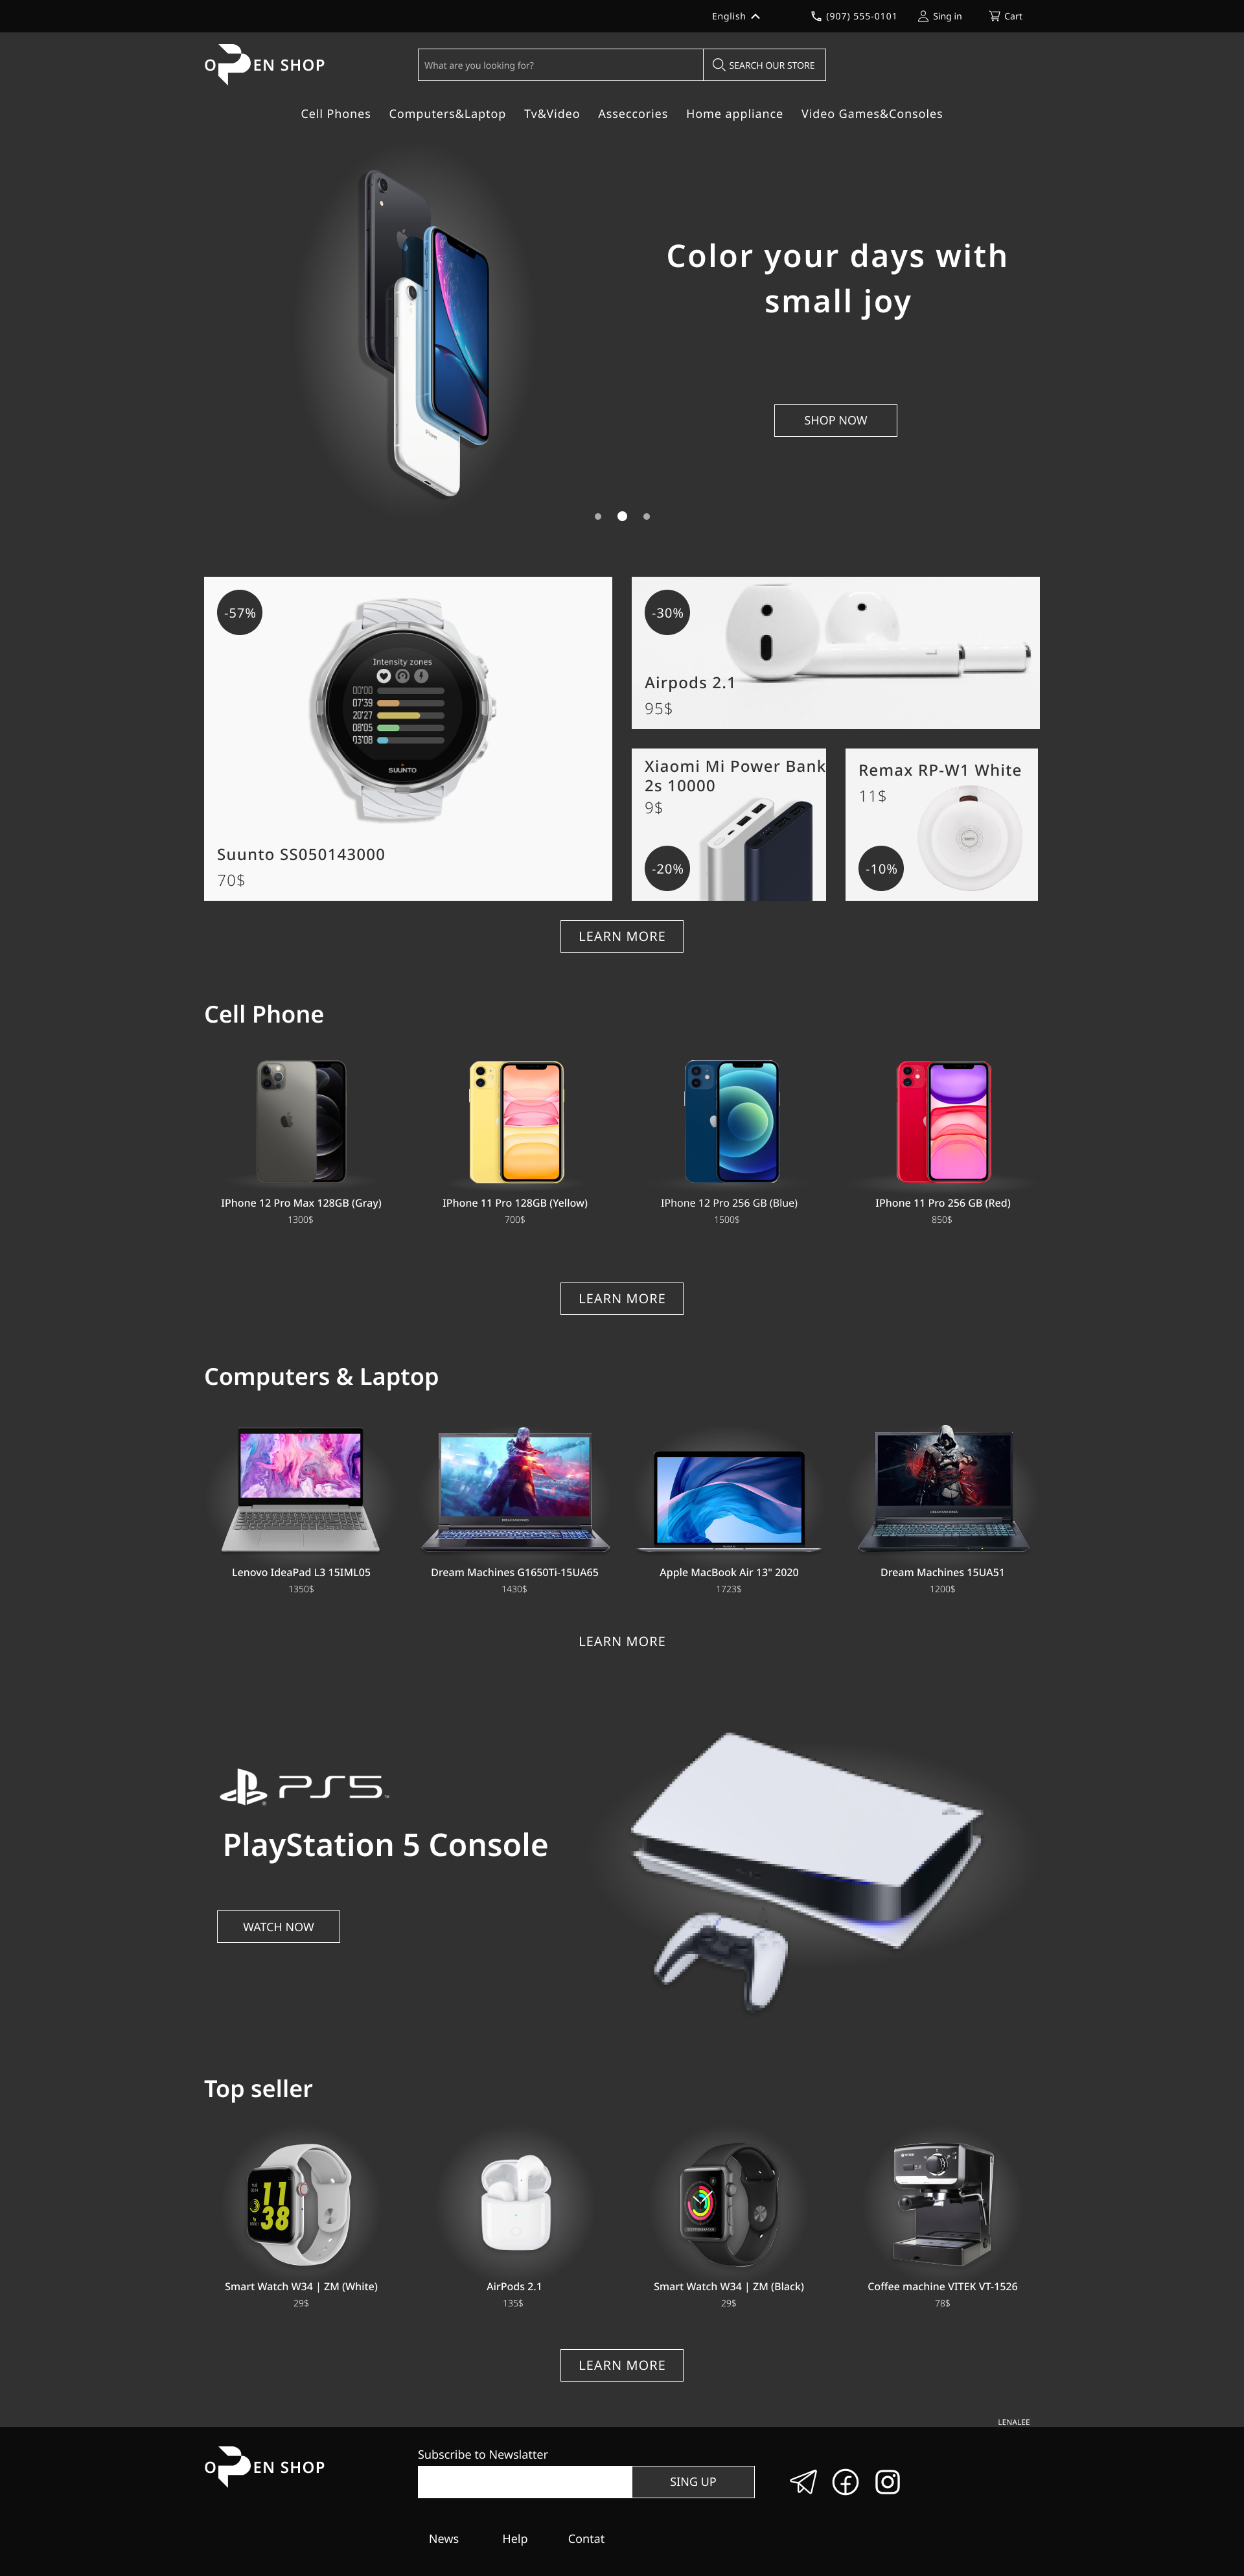 English
(907) 555-0101
Sing in
Cart
OPEN SHOP
What are you looking for?
SEARCH OUR STORE
Cell Phones
Computers&Laptop
Tv&Video
Asseccories
Home appliance
Video Games&Consoles
Color your days with
small joy
SHOP NOW
-57%
Intensity zones
00'00
07'39
20'27
08'05
03'08
SUUNTO
Suunto SS050143000
70$
-30%
Airpods 2.1
95$
Xiaomi Mi Power Bank
2s 10000
9$
-20%
Remax RP-W1 White
11$
-10%
LEARN MORE
Cell Phone
IPhone 12 Pro Max 128GB (Gray)
1300$
IPhone 11 Pro 128GB (Yellow)
700$
IPhone 12 Pro 256 GB (Blue)
1500$
IPhone 11 Pro 256 GB (Red)
850$
LEARN MORE
Computers & Laptop
Lenovo IdeaPad L3 15IML05
1350$
Dream Machines G1650Ti-15UA65
1430$
Apple MacBook Air 13" 2020
1723$
Dream Machines 15UA51
1200$
LEARN MORE
PS5
PlayStation 5 Console
WATCH NOW
Top seller
11
38
Smart Watch W34 | ZM (White)
29$
AirPods 2.1
135$
Smart Watch W34 | ZM (Black)
29$
Coffee machine VITEK VT-1526
78$
LEARN MORE
LENALEE
OPEN SHOP
Subscribe to Newslatter
SING UP
News
Help
Contat